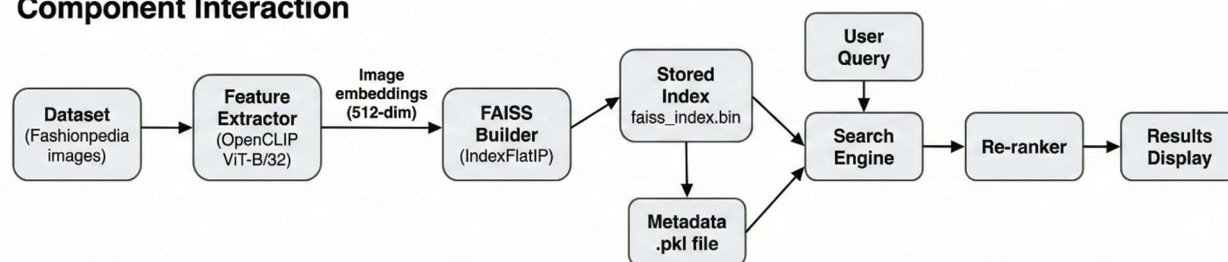 Component Interaction
Dataset
(Fashionpedia
images)
Feature
Extractor
(OpenCLIP
ViT-B/32)
Image
embeddings
(512-dim)
FAISS
Builder
(IndexFlatIP)
Stored
Index
faiss_index.bin
Metadata
.pkl file
User
Query
Search
Engine
Re-ranker
Results
Display